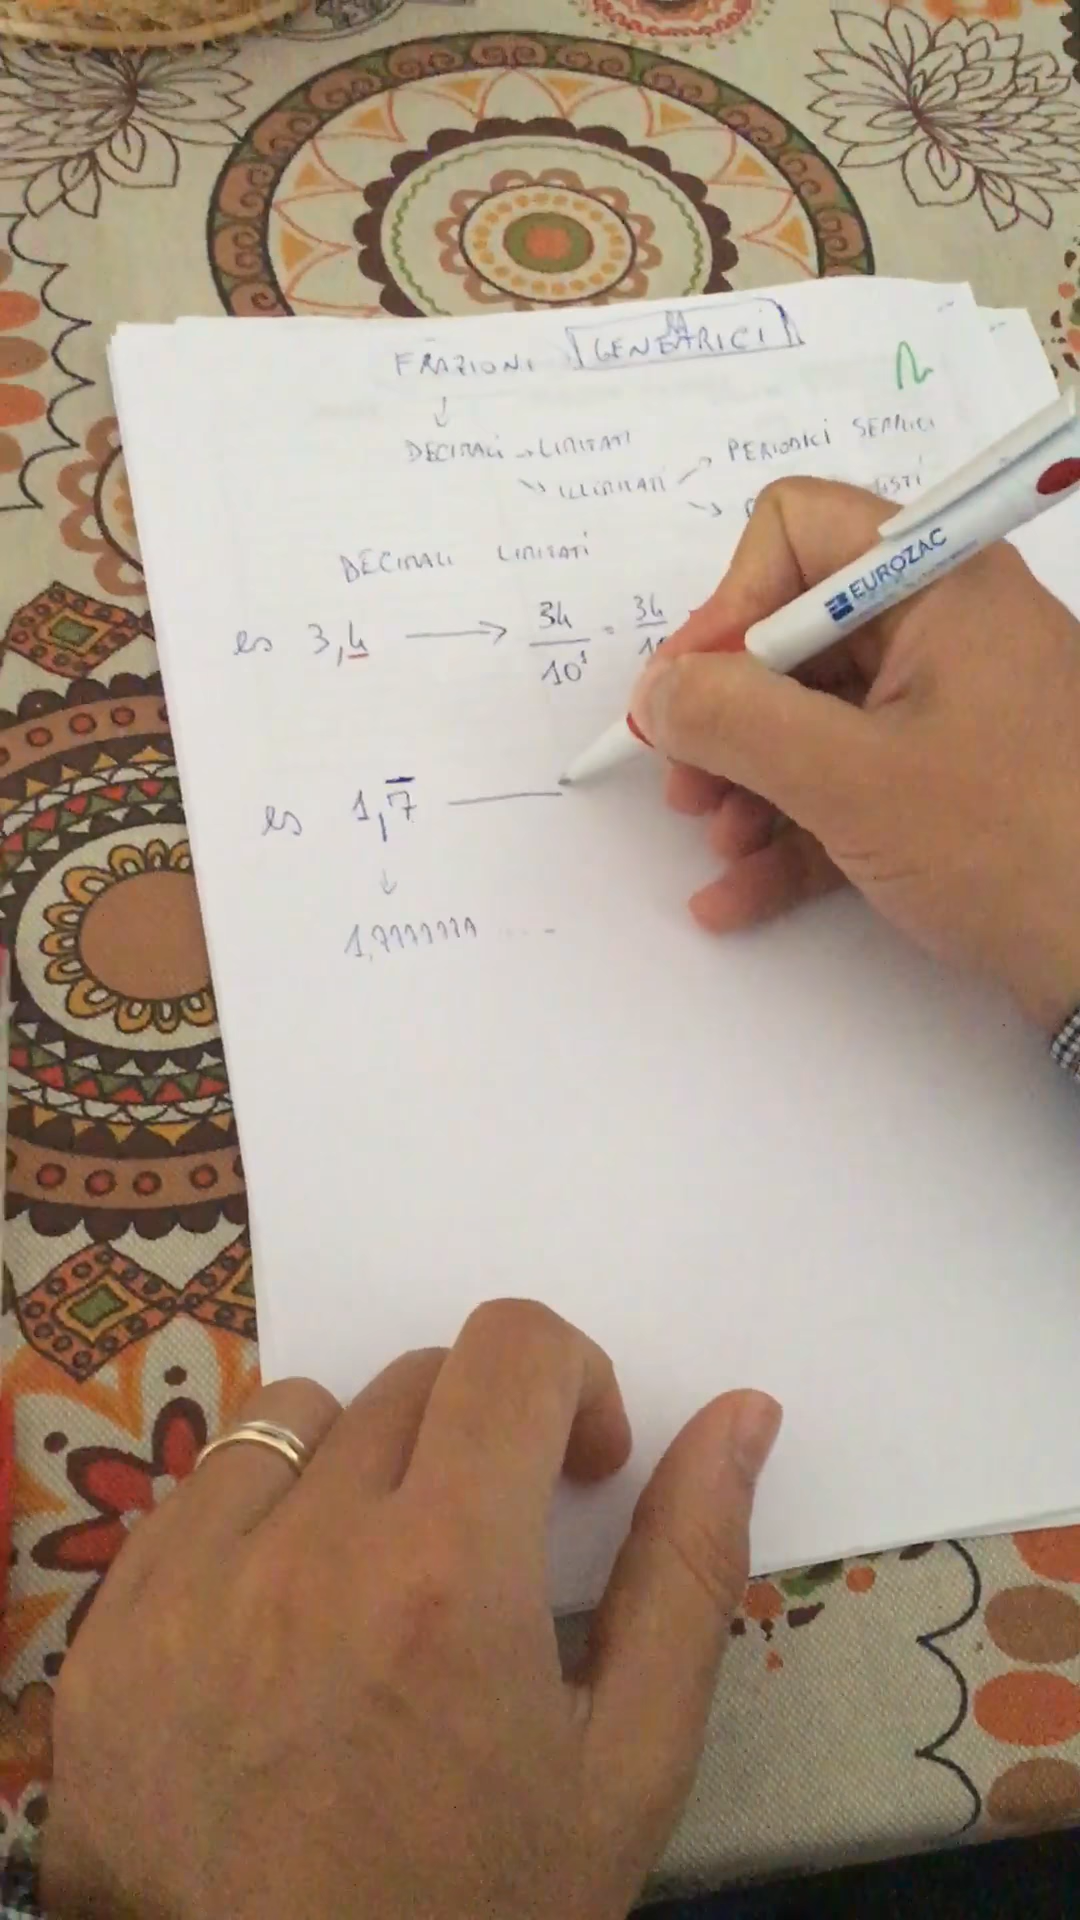 FRAZIONI GENERATRICI
↓
DECIMALI → LIMITATI
↘ ILLIMITATI ↗ PERIODICI SEMPLICI
↘
DECIMALI LIMITATI
es 3,4 → 34/10¹ = 34
es 1,7̅
↓
1,7777777 ....
EUROZAC